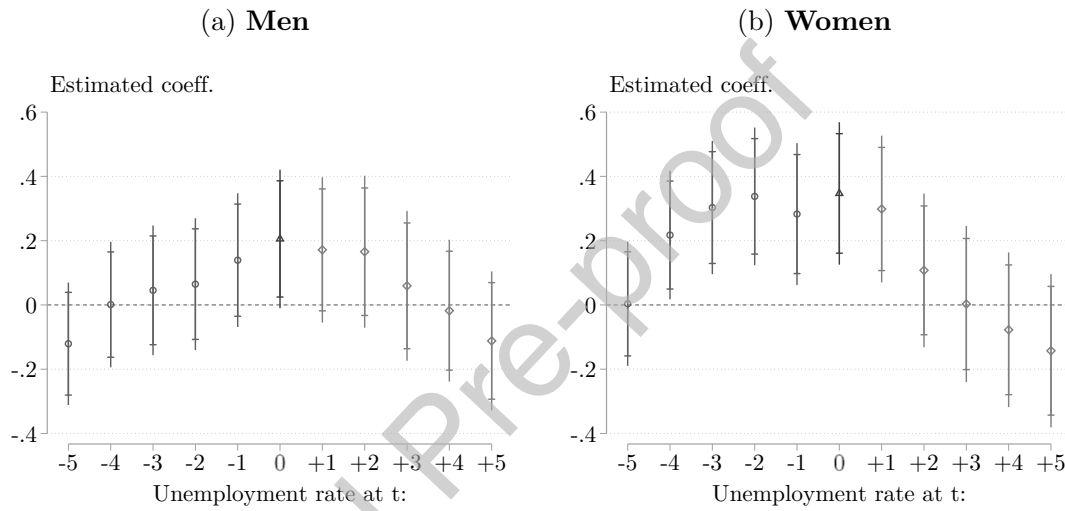 (a) Men
Estimated coeff.
.6
.4
.2
0
-.2
-.4
-5 -4 -3 -2 -1 0 +1 +2 +3 +4 +5
Unemployment rate at t:
(b) Women
Estimated coeff.
.6
.4
.2
0
-.2
-.4
-5 -4 -3 -2 -1 0 +1 +2 +3 +4 +5
Unemployment rate at t:
Pre-proof